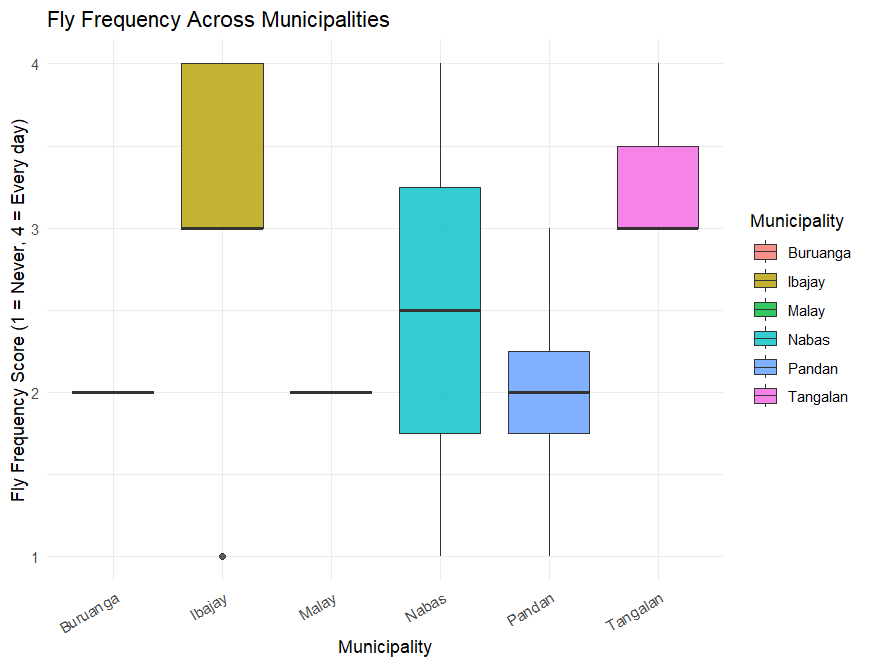 Fly Frequency Across Municipalities
Fly Frequency Score (1 = Never, 4 = Every day)
4
3
2
1
Buruanga
Ibajay
Malay
Nabas
Pandan
Tangalan
Municipality
Municipality
Buruanga
Ibajay
Malay
Nabas
Pandan
Tangalan